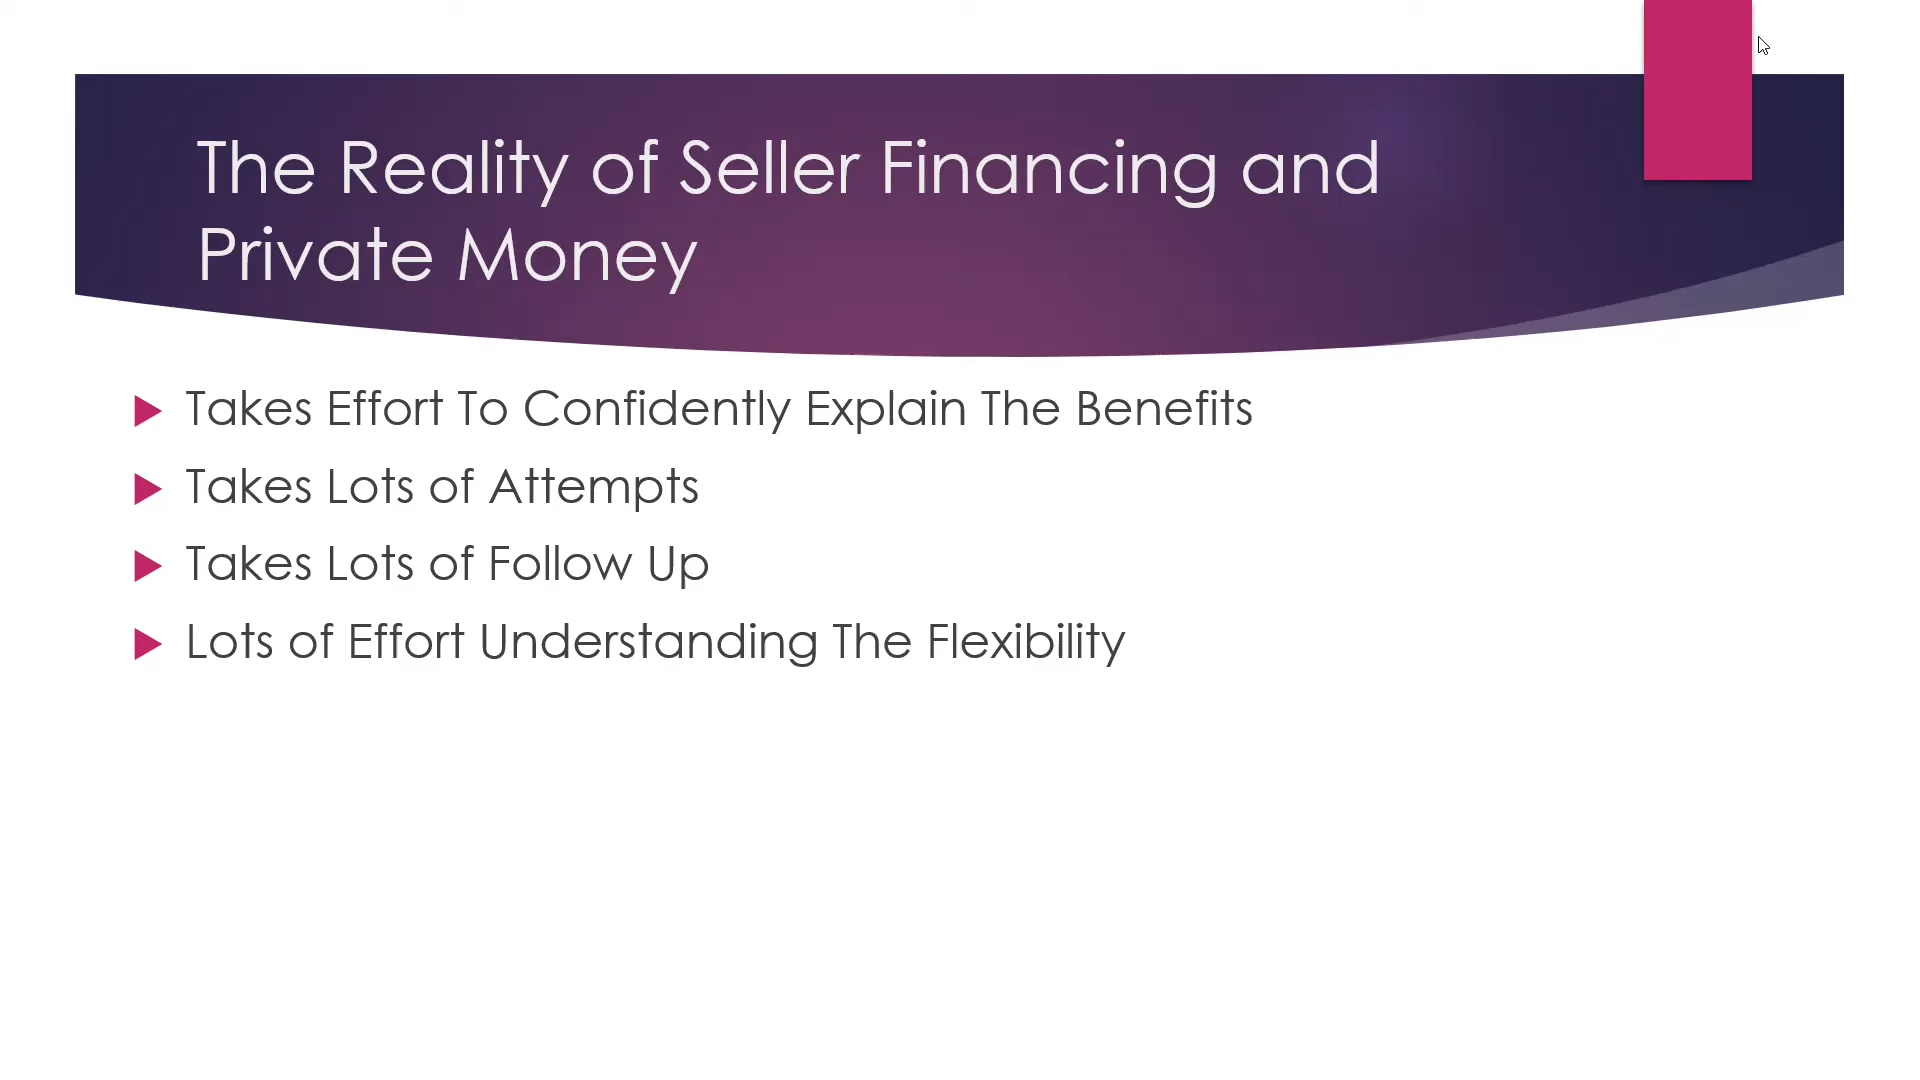 The Reality of Seller Financing and
Private Money
Takes Effort To Confidently Explain The Benefits
Takes Lots of Attempts
Takes Lots of Follow Up
Lots of Effort Understanding The Flexibility